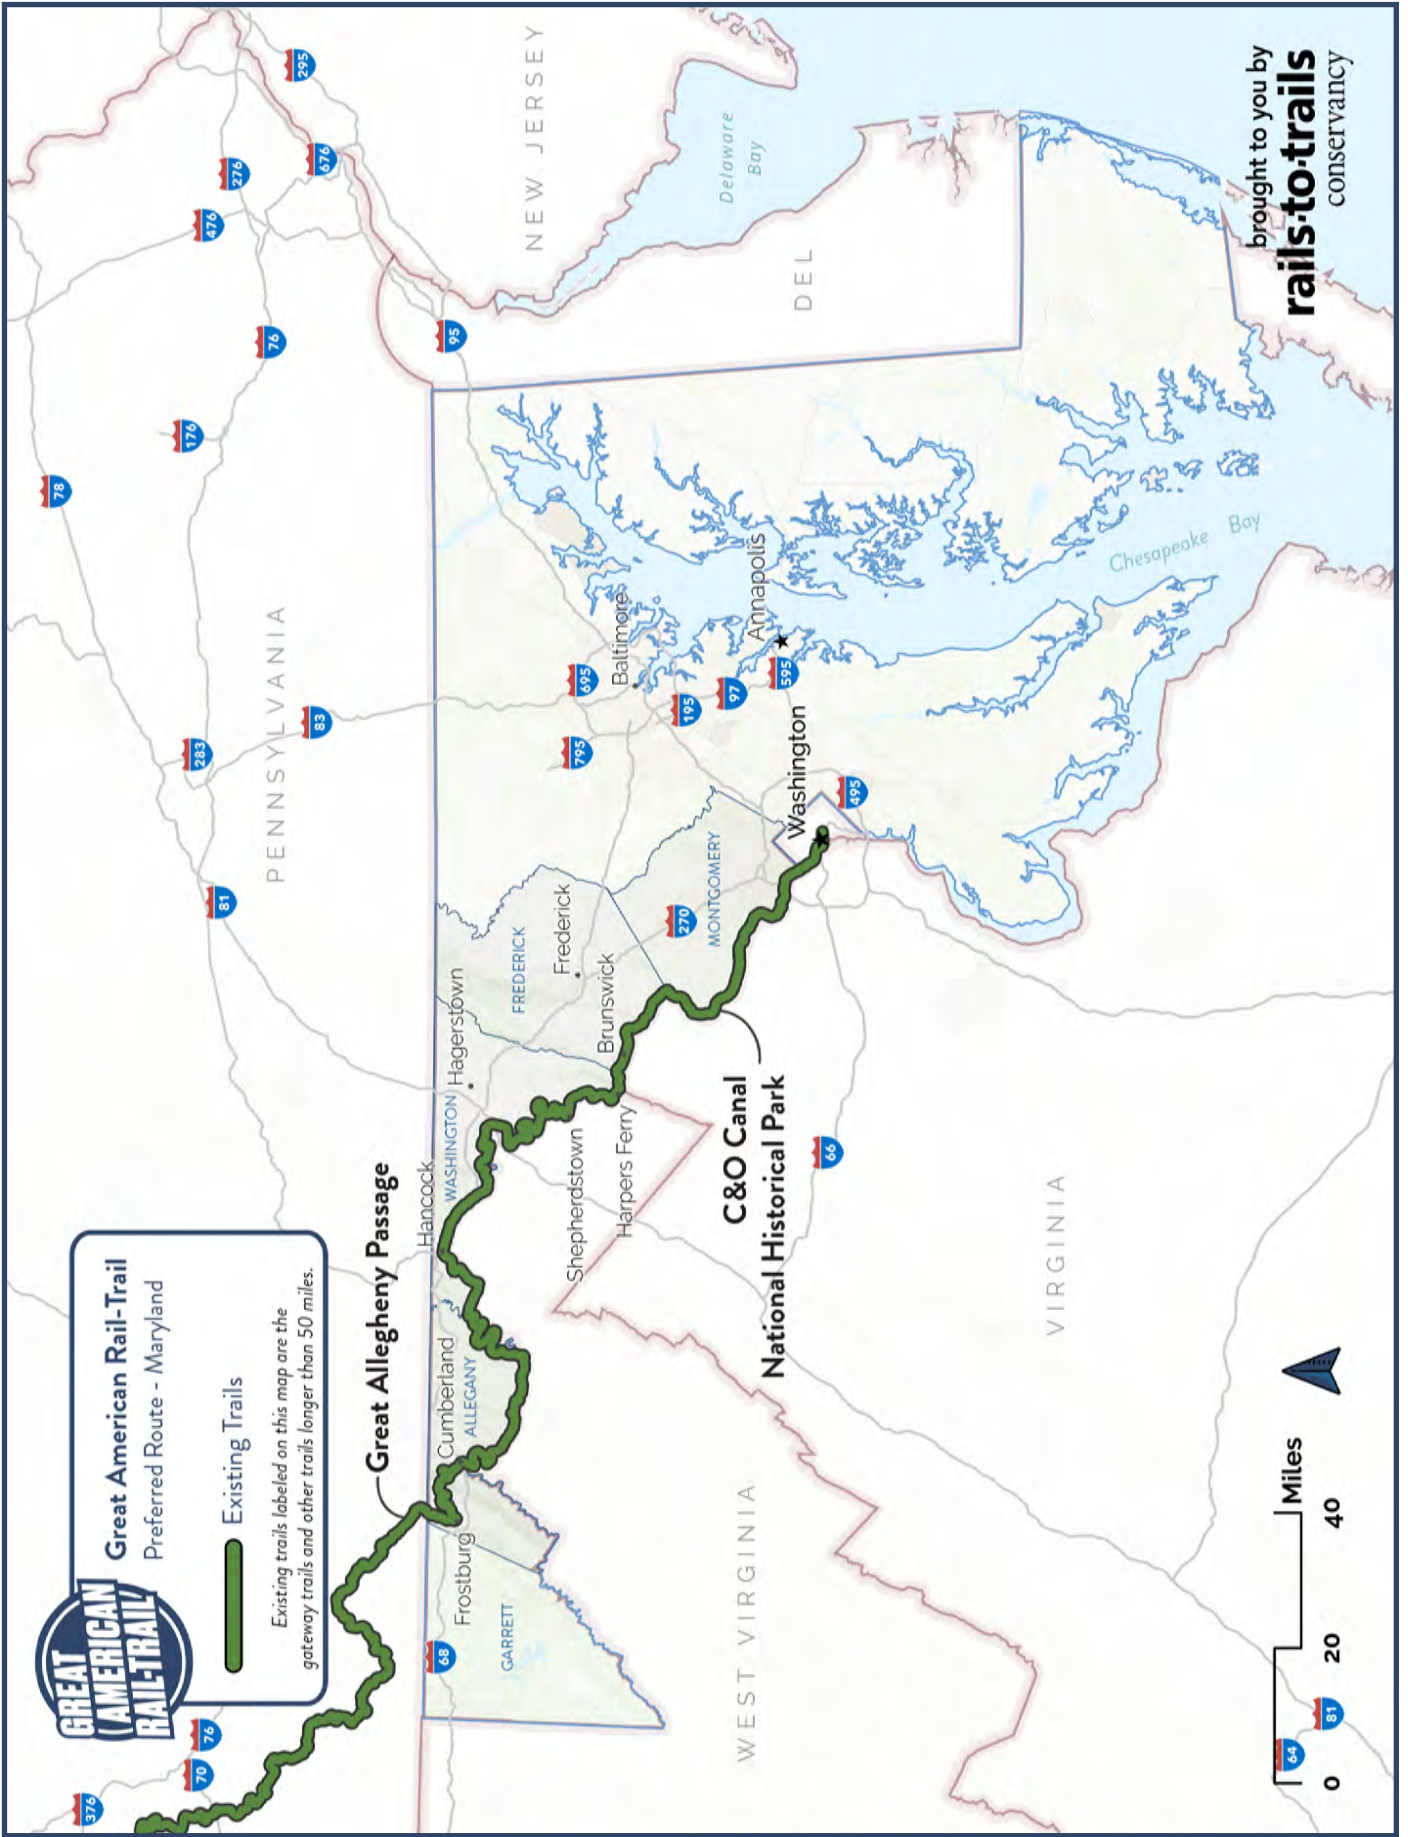 GREAT
AMERICAN
RAIL-TRAIL
Great American Rail-Trail
Preferred Route - Maryland
Existing Trails
Existing trails labeled on this map are the
gateway trails and other trails longer than 50 miles.
376
70
76
283
81
78
176
76
476
276
676
295
83
95
PENNSYLVANIA
NEW JERSEY
Great Allegheny Passage
68
Frostburg
GARRETT
Cumberland
ALLEGANY
Hancock
WASHINGTON
Hagerstown
FREDERICK
Frederick
Brunswick
Shepherdstown
Harpers Ferry
270
MONTGOMERY
795
695
Baltimore
195
97
595
Annapolis
Washington
495
Delaware
Bay
DEL
Chesapeake Bay
C&O Canal
National Historical Park
66
WEST VIRGINIA
VIRGINIA
64
81
0
20
40
Miles
brought to you by
rails-to-trails
conservancy